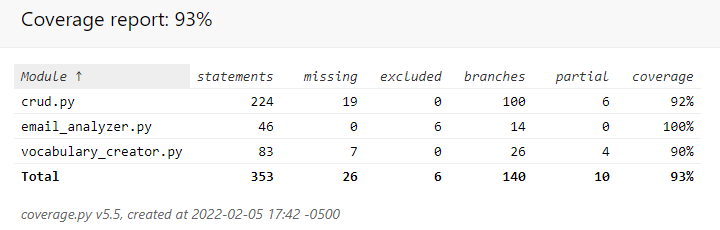 Coverage report: 93%
Module ↑ statements missing excluded branches partial coverage
crud.py 224 19 0 100 6 92%
email_analyzer.py 46 0 6 14 0 100%
vocabulary_creator.py 83 7 0 26 4 90%
Total 353 26 6 140 10 93%
coverage.py v5.5, created at 2022-02-05 17:42 -0500